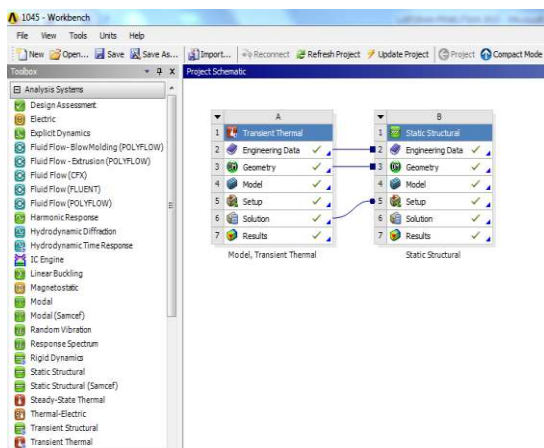 1045 - Workbench
File View Tools Units Help
New Open... Save Save As... Import... Reconnect Refresh Project Update Project Project Compact Mode
Toolbox
Project Schematic
Analysis Systems
Design Assessment
Electric
Explicit Dynamics
Fluid Flow - BlowMolding (POLYFLOW)
Fluid Flow - Extrusion (POLYFLOW)
Fluid Flow (CFX)
Fluid Flow (FLUENT)
Fluid Flow (POLYFLOW)
Harmonic Response
Hydrodynamic Diffraction
Hydrodynamic Time Response
IC Engine
Linear Buckling
Magnetostatic
Modal
Modal (Samcef)
Random Vibration
Response Spectrum
Rigid Dynamics
Static Structural
Static Structural (Samcef)
Steady-State Thermal
Thermal-Electric
Transient Structural
Transient Thermal
A
1 Transient Thermal
2 Engineering Data
3 Geometry
4 Model
5 Setup
6 Solution
7 Results
Model, Transient Thermal
B
1 Static Structural
2 Engineering Data
3 Geometry
4 Model
5 Setup
6 Solution
7 Results
Static Structural